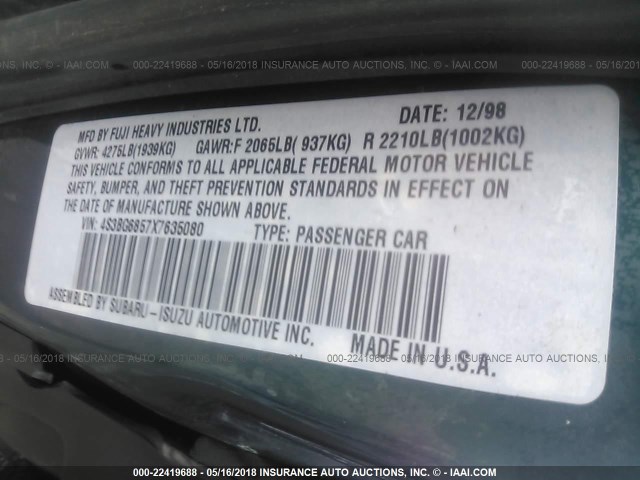 000-22419688 - 05/16/2018 INSURANCE AUTO AUCTIONS, INC. - © IAAI.COM
MFD BY FUJI HEAVY INDUSTRIES LTD. DATE: 12/98
GVWR: 4275LB(1939KG) GAWR:F 2065LB( 937KG) R 2210LB(1002KG)
THIS VEHICLE CONFORMS TO ALL APPLICABLE FEDERAL MOTOR VEHICLE
SAFETY, BUMPER, AND THEFT PREVENTION STANDARDS IN EFFECT ON
THE DATE OF MANUFACTURE SHOWN ABOVE.
VIN: 4S3BG6857X7635080 TYPE: PASSENGER CAR
ASSEMBLED BY SUBARU-ISUZU AUTOMOTIVE INC. MADE IN U.S.A.
000-22419688 - 05/16/2018 INSURANCE AUTO AUCTIONS, INC. - © IAAI.COM